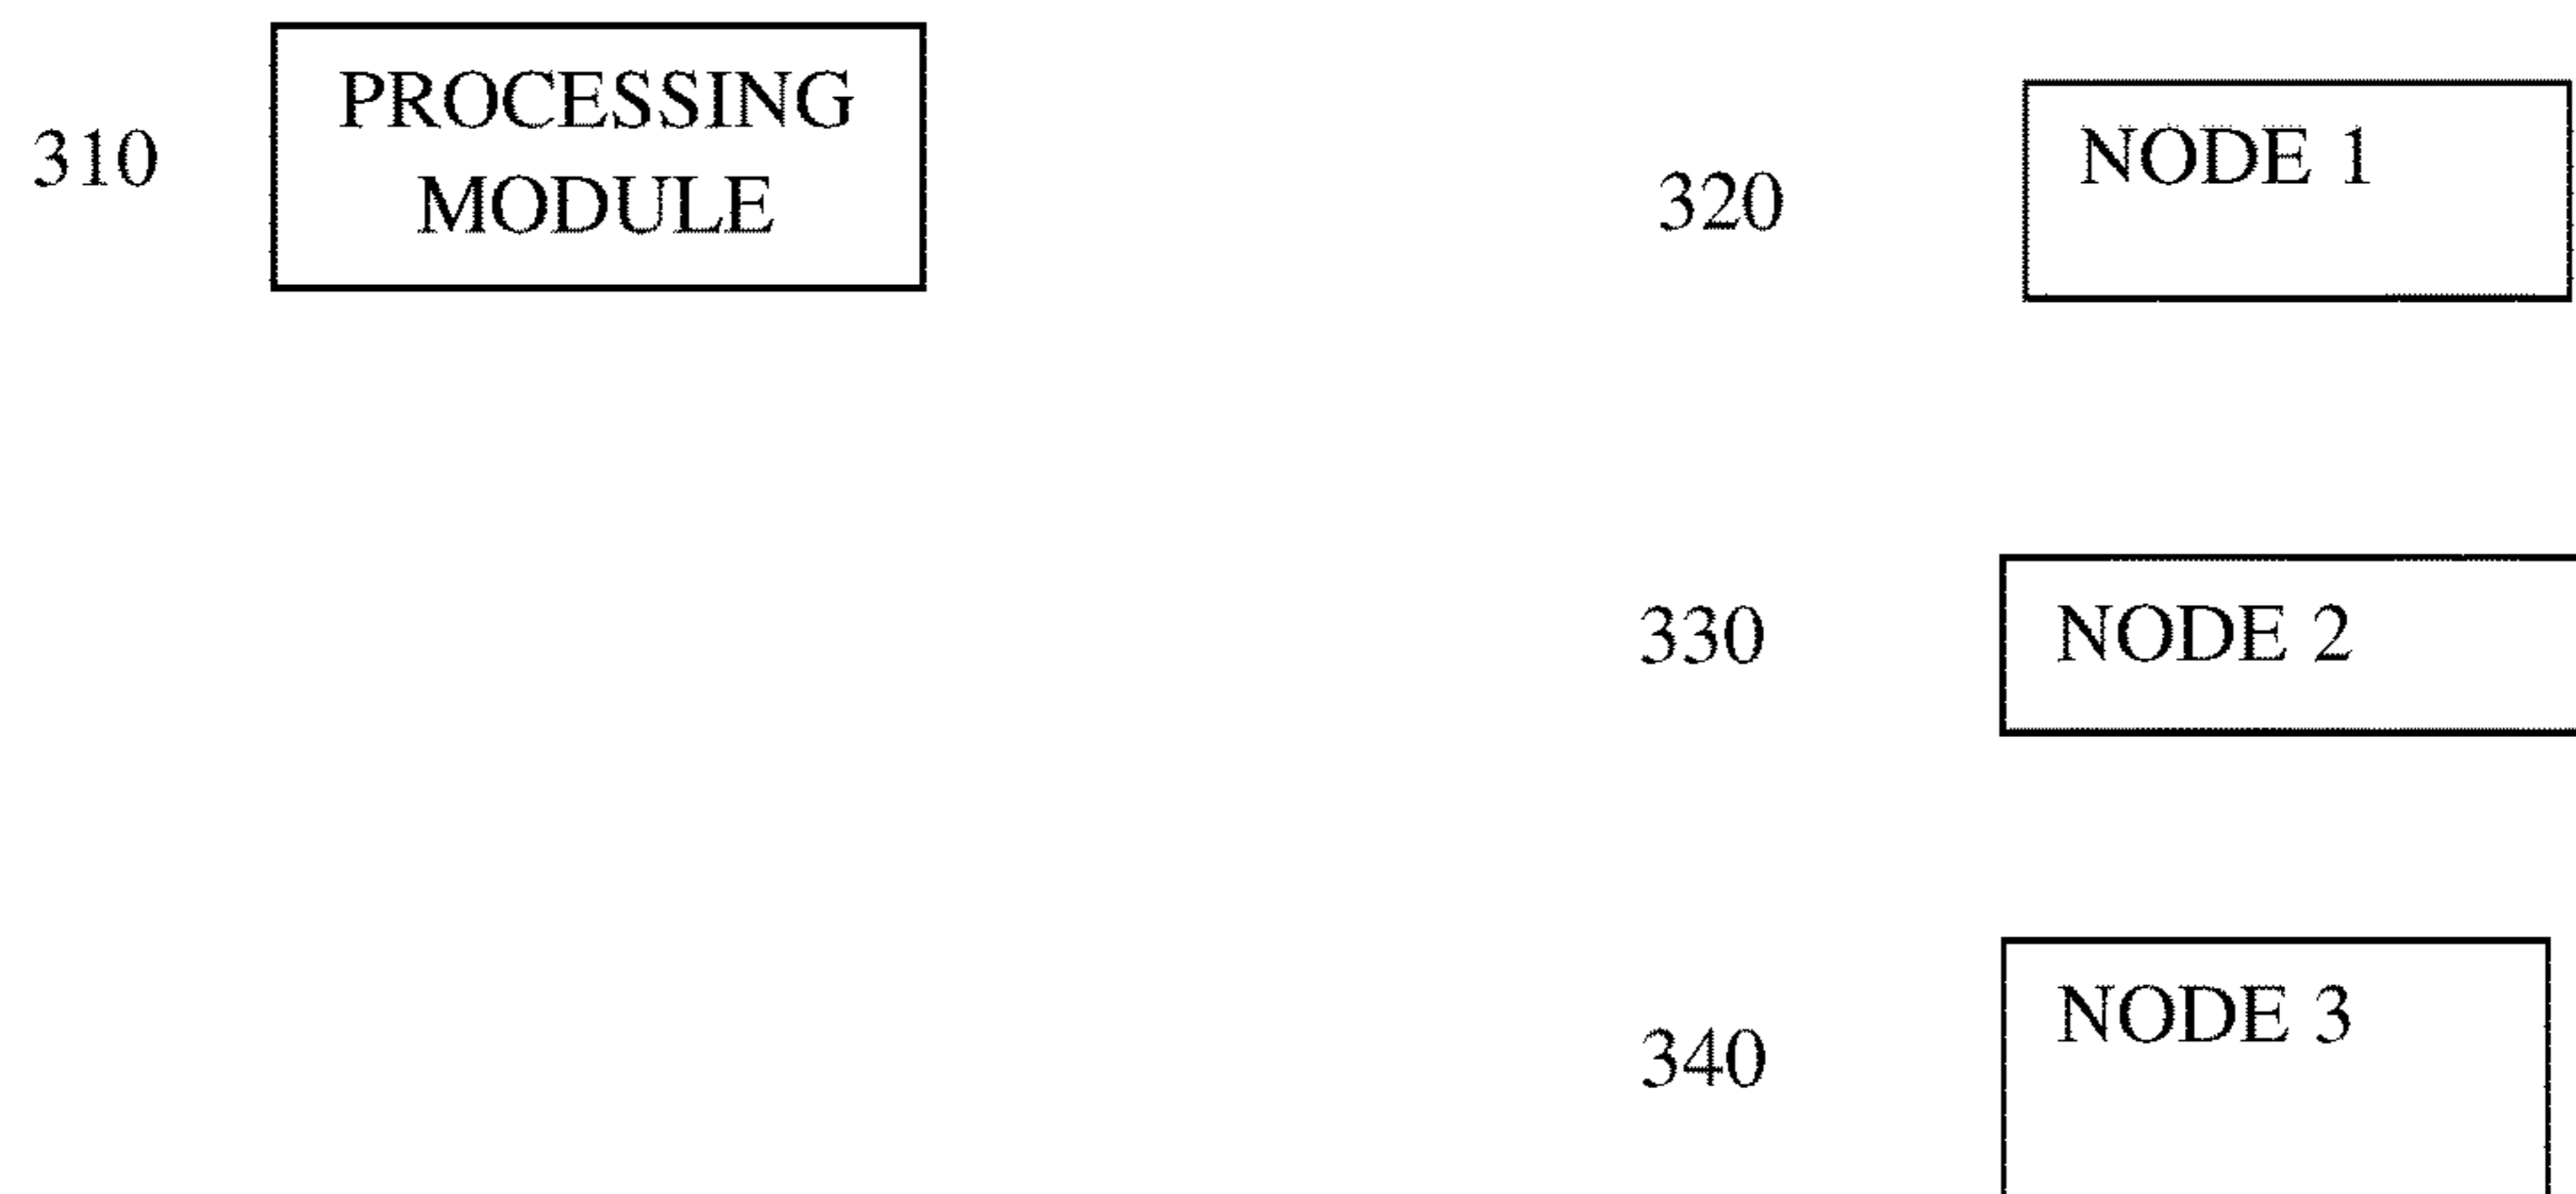 310
PROCESSING
MODULE
320
NODE 1
330
NODE 2
340
NODE 3